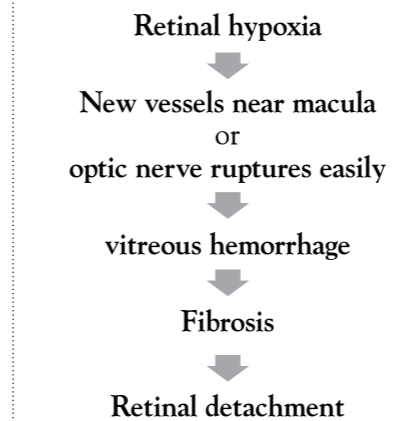 Retinal hypoxia
New vessels near macula
or
optic nerve ruptures easily
vitreous hemorrhage
Fibrosis
Retinal detachment